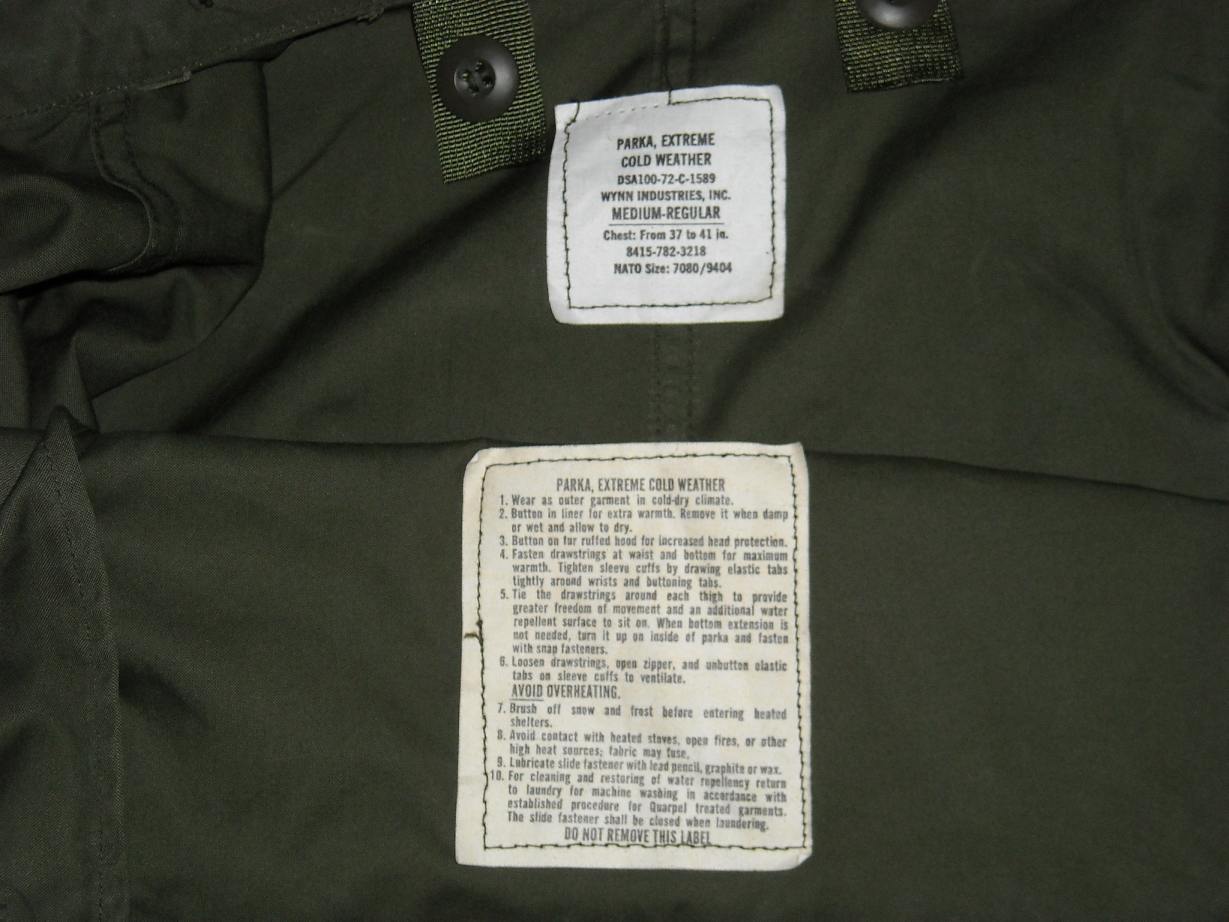 PARKA, EXTREME
COLD WEATHER
DSA100-72-C-1589
WYNN INDUSTRIES, INC.
MEDIUM-REGULAR
Chest: From 37 to 41 in.
8415-782-3218
NATO Size: 7080/9404
PARKA, EXTREME COLD WEATHER
1. Wear as outer garment in cold-dry climate.
2. Button in liner for extra warmth. Remove it when damp
or wet and allow to dry.
3. Button on fur ruffed hood for increased head protection.
4. Fasten drawstrings at waist and bottom for maximum
warmth. Tighten sleeve cuffs by drawing elastic tabs
tightly around wrists and buttoning tabs.
5. Tie the drawstrings around each thigh to provide
greater freedom of movement and an additional water
repellent surface to sit on. When bottom extension is
not needed, turn it up on inside of parka and fasten
with snap fasteners.
6. Loosen drawstrings, open zipper, and unbutton elastic
tabs on sleeve cuffs to ventilate.
AVOID OVERHEATING.
7. Brush off snow and frost before entering heated
shelters.
8. Avoid contact with heated stoves, open fires, or other
high heat sources; fabric may fuse.
9. Lubricate slide fastener with lead pencil, graphite or wax.
10. For cleaning and restoring of water repellency return
to laundry for machine washing in accordance with
established procedure for Quarpel treated garments.
The slide fastener shall be closed when laundering.
DO NOT REMOVE THIS LABEL